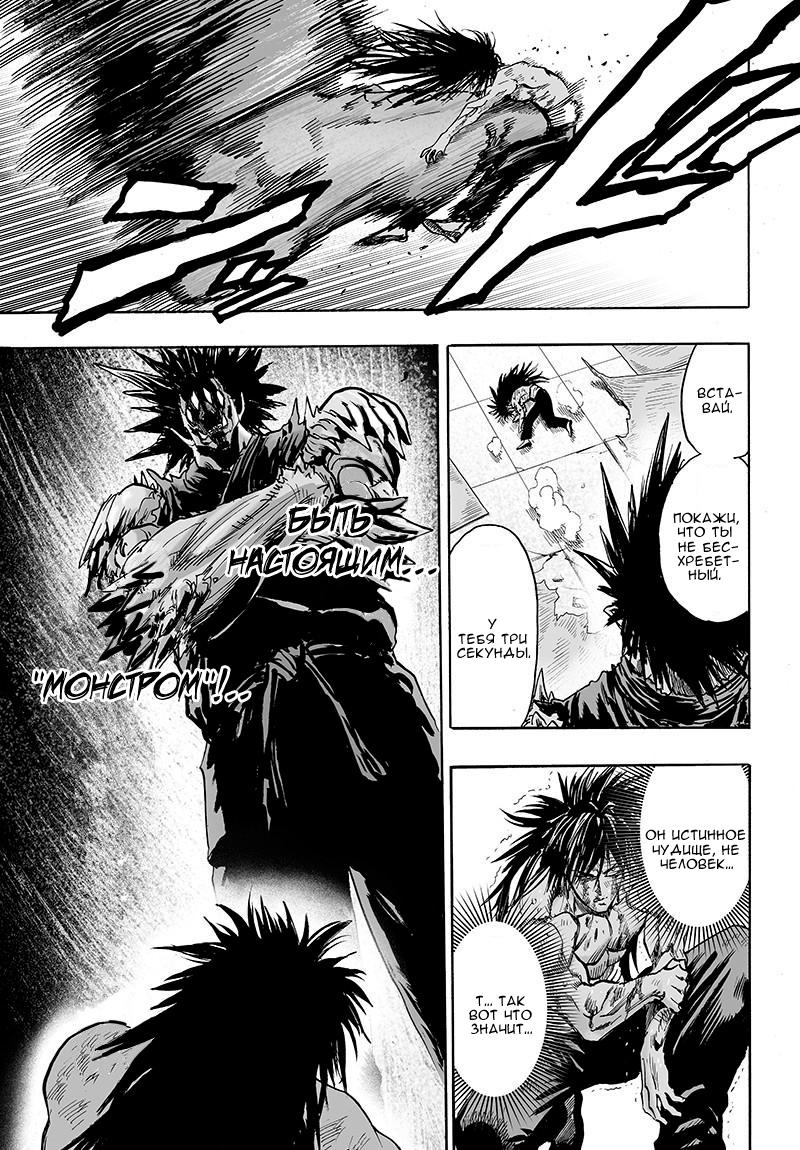 ВСТА-
ВАЙ.
ПОКАЖИ,
ЧТО ТЫ
НЕ БЕС-
ХРЕБЕТ-
НЫЙ.
У
ТЕБЯ ТРИ
СЕКУНДЫ.
ОН ИСТИННОЕ
ЧУДИЩЕ, НЕ
ЧЕЛОВЕК...
Т... ТАК
ВОТ ЧТО
ЗНАЧИТ...
БЫТЬ
НАСТОЯЩИМ...
"МОНСТРОМ"!..